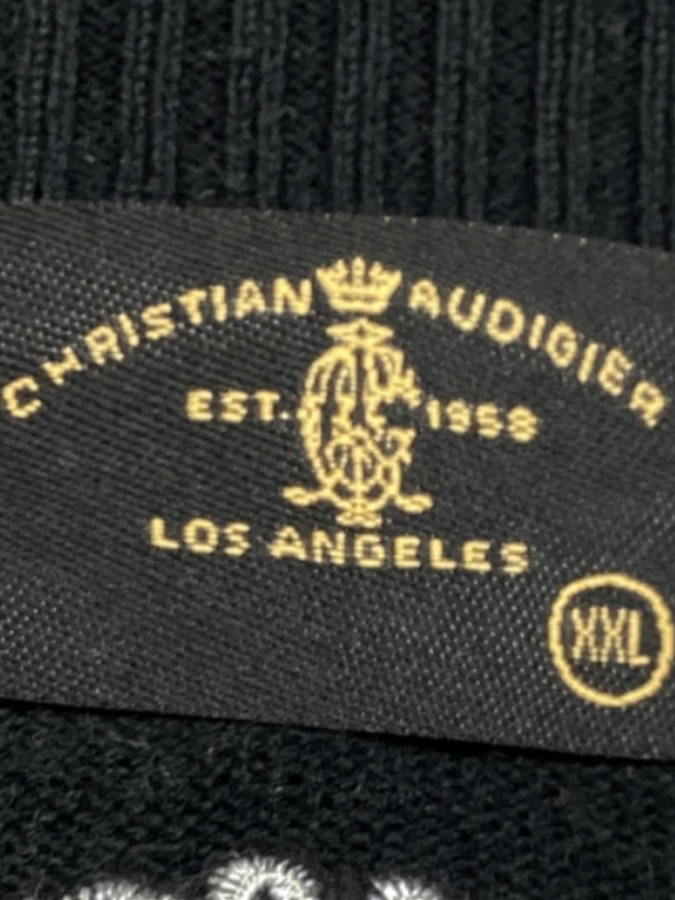 CHRISTIAN AUDIGIER
EST. 1958
LOS ANGELES
XXL